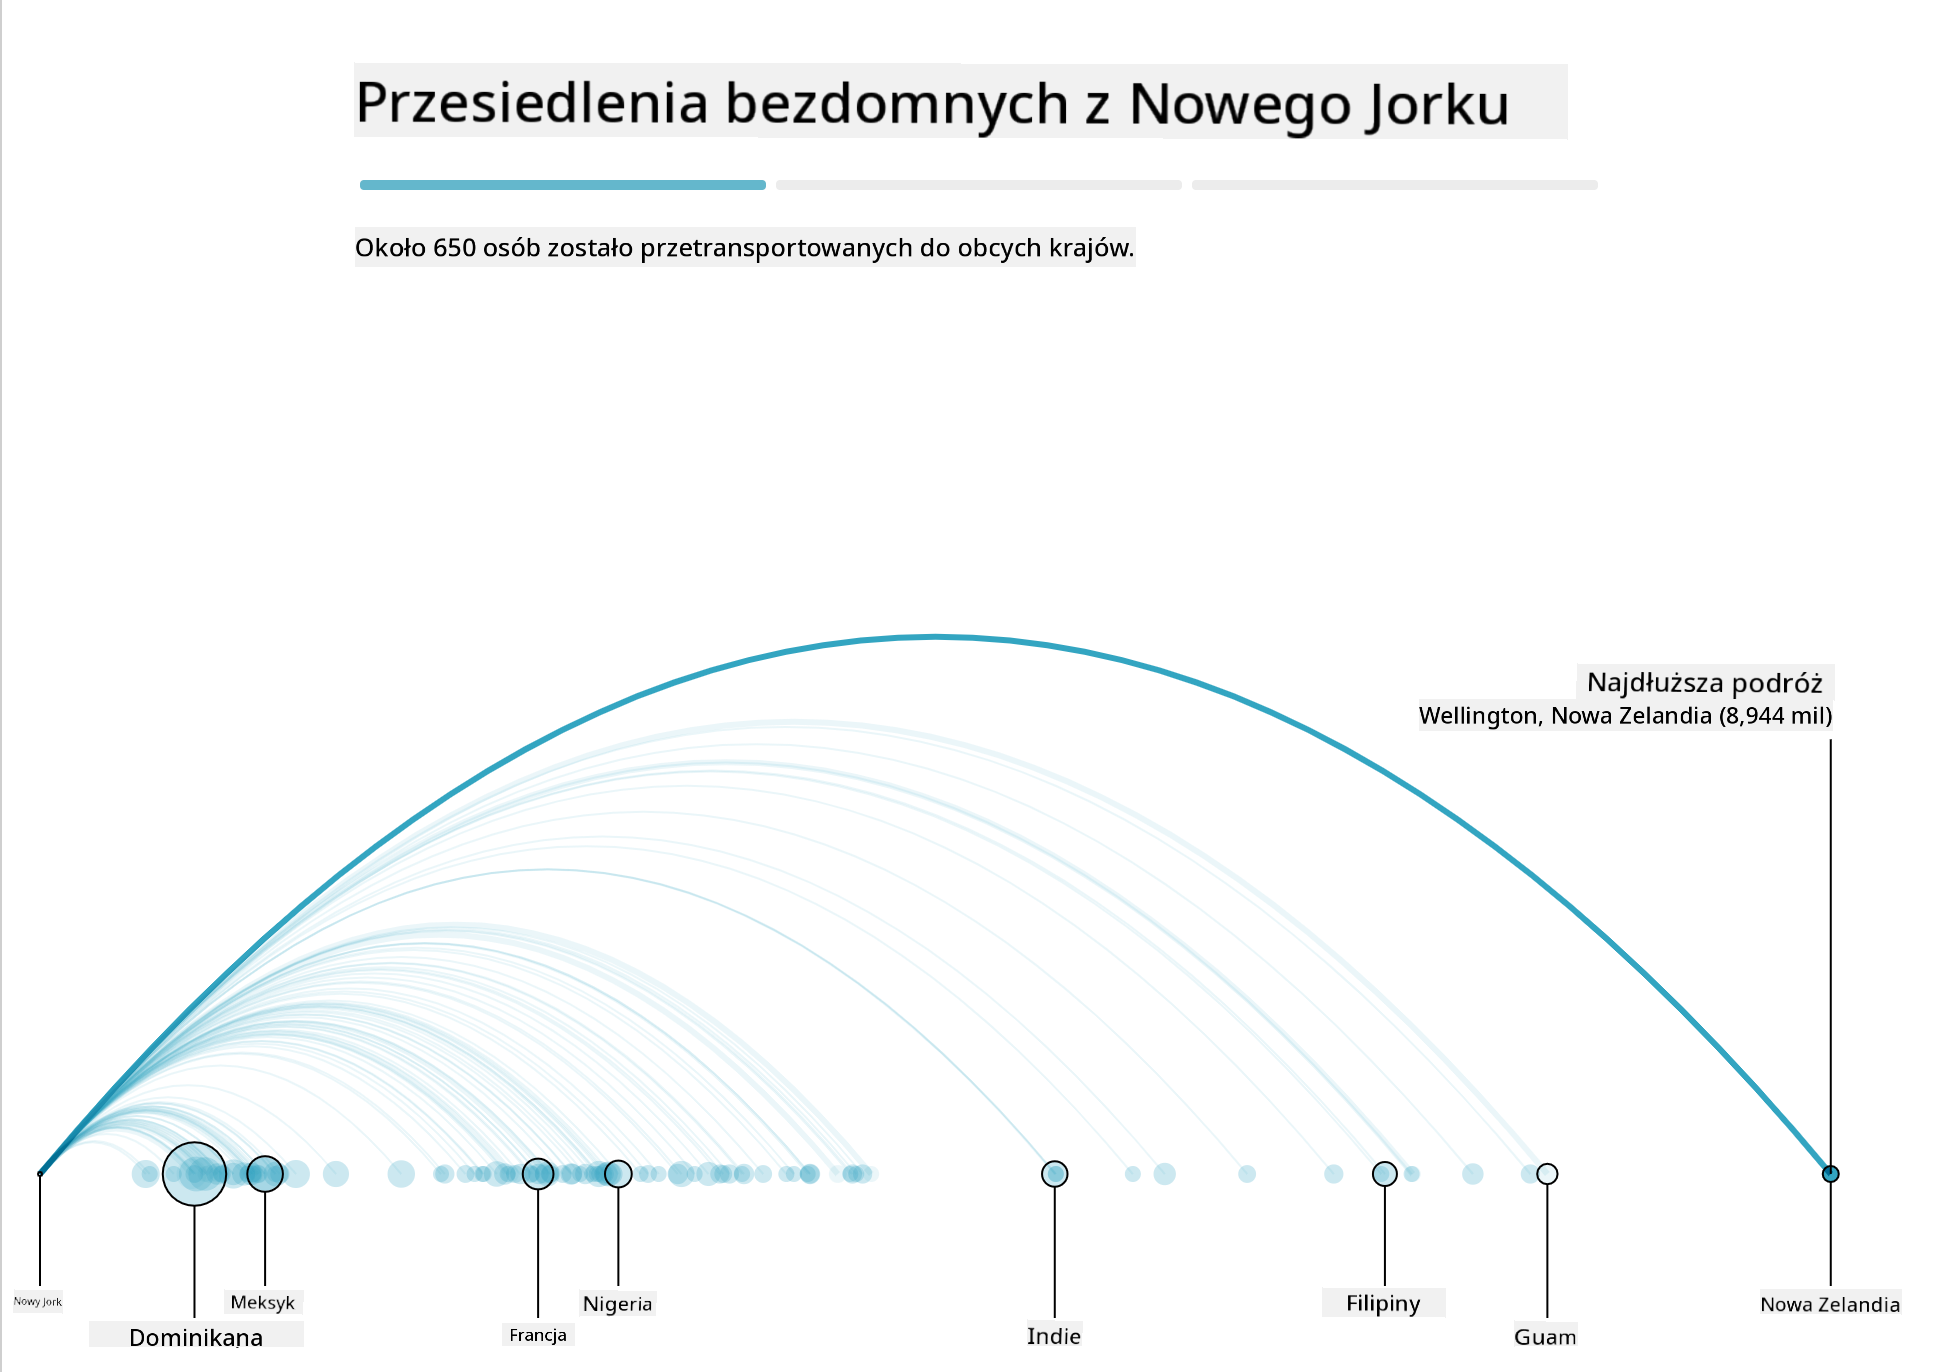 Przesiedlenia bezdomnych z Nowego Jorku
Około 650 osób zostało przetransportowanych do obcych krajów.
Najdłuższa podróż
Wellington, Nowa Zelandia (8,944 mil)
Nowy Jork
Dominikana
Meksyk
Francja
Nigeria
Indie
Filipiny
Guam
Nowa Zelandia